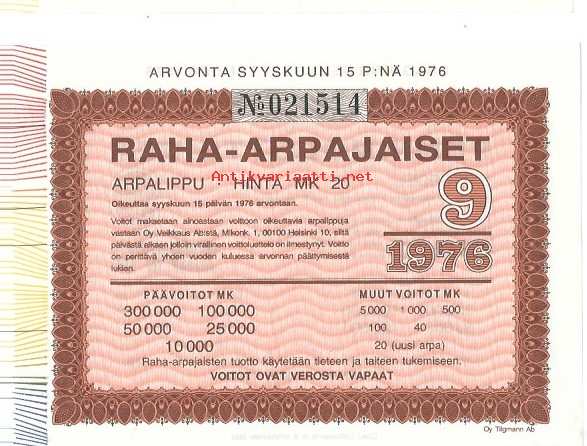 ARVONTA SYYSKUUN 15 P:NÄ 1976
No 021514
RAHA-ARPAJAISET
Antikvariaatti.net
ARPALIPPU . HINTA MK 20
9
1976
Oikeuttaa syyskuun 15 päivän 1976 arvontaan.
Voitot maksetaan ainoastaan voittoon oikeuttavia arpalippuja
vastaan Oy Veikkaus Ab:stä, Mikonk. 1, 00100 Helsinki 10, siitä
päivästä alkaen jolloin virallinen voittoluettelo on ilmestynyt. Voitto
on perittävä yhden vuoden kuluessa arvonnan päättymisestä
lukien.
PÄÄVOITOT MK
300 000 100 000
50 000 25 000
10 000
MUUT VOITOT MK
5 000 1 000 500
100 40
20 (uusi arpa)
Raha-arpajaisten tuotto käytetään tieteen ja taiteen tukemiseen.
VOITOT OVAT VEROSTA VAPAAT
Oy Tilgmann Ab